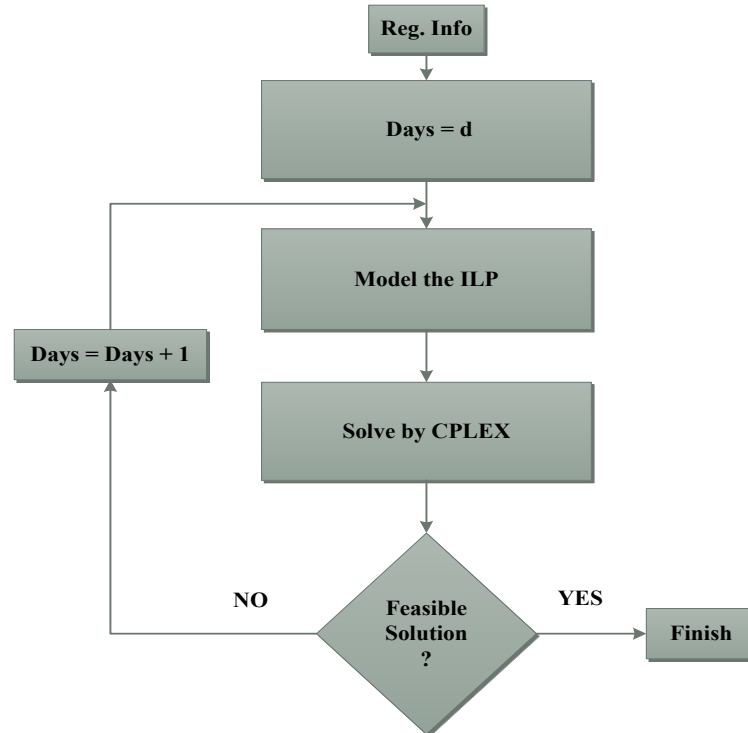 Reg. Info
Days = d
Model the ILP
Days = Days + 1
Solve by CPLEX
NO
YES
Feasible
Solution
?
Finish